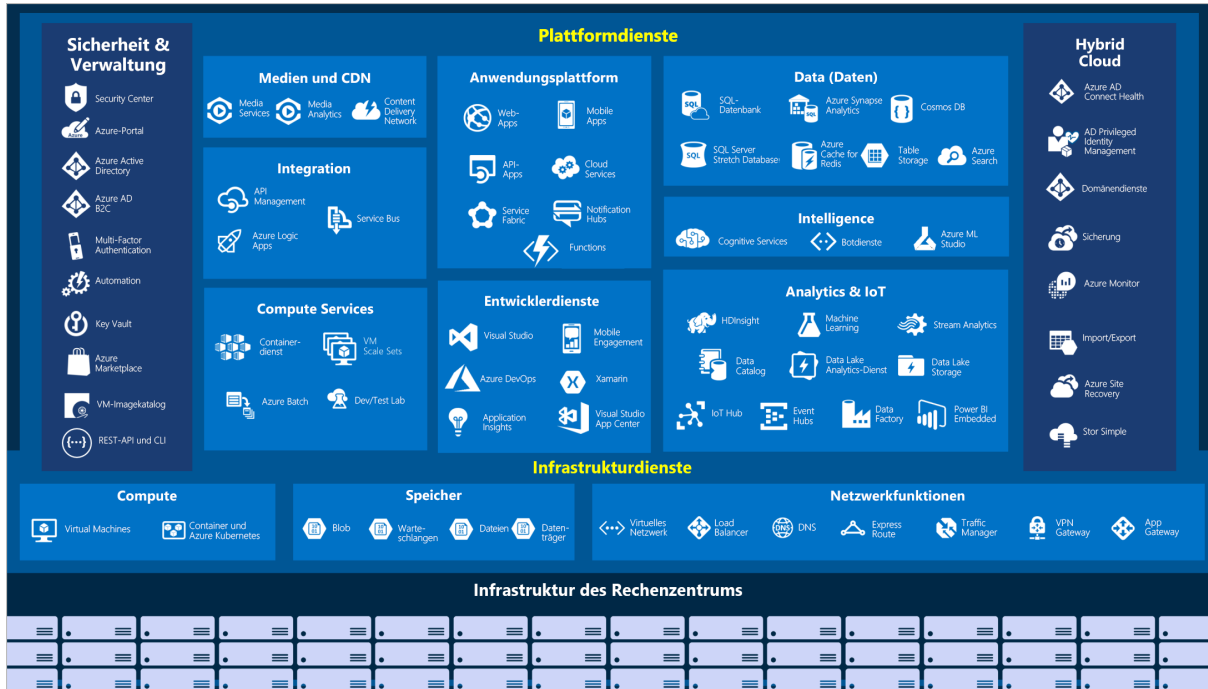 Sicherheit &
Verwaltung
Security Center
Azure
Azure-Portal
Azure Active
Directory
Azure AD
B2C
Multi-Factor
Authentication
Automation
Key Vault
Azure
Marketplace
VM-Imagekatalog
REST-API und CLI
Plattformdienste
Medien und CDN
Media
Services
Media
Analytics
Content
Delivery
Network
Integration
API
Management
Service Bus
Azure Logic
Apps
Compute Services
Container-
dienst
VM
Scale Sets
Azure Batch
Dev/Test Lab
Anwendungsplattform
Web-
Apps
Mobile
Apps
API-
Apps
Cloud
Services
Service
Fabric
Notification
Hubs
Functions
Entwicklerdienste
Visual Studio
Mobile
Engagement
Azure DevOps
Xamarin
Application
Insights
Visual Studio
App Center
Data (Daten)
SQL
SQL-
Datenbank
SQL
Azure Synapse
Analytics
Cosmos DB
SQL
SQL Server
Stretch Database
Azure
Cache for
Redis
Table
Storage
Azure
Search
Intelligence
Cognitive Services
Botdienste
Azure ML
Studio
Analytics & IoT
HDInsight
Machine
Learning
Stream Analytics
Data
Catalog
Data Lake
Analytics-Dienst
Data Lake
Storage
IoT Hub
Event
Hubs
Data
Factory
Power BI
Embedded
Hybrid
Cloud
Azure AD
Connect Health
AD Privileged
Identity
Management
Domänendienste
Sicherung
Azure Monitor
Import/Export
Azure Site
Recovery
Stor Simple
Infrastrukturdienste
Compute
Virtual Machines
Container und
Azure Kubernetes
Speicher
Blob
Warte-
schlangen
Dateien
Daten-
träger
Netzwerkfunktionen
Virtuelles
Netzwerk
Load
Balancer
DNS
DNS
Express
Route
Traffic
Manager
VPN
Gateway
App
Gateway
Infrastruktur des Rechenzentrums